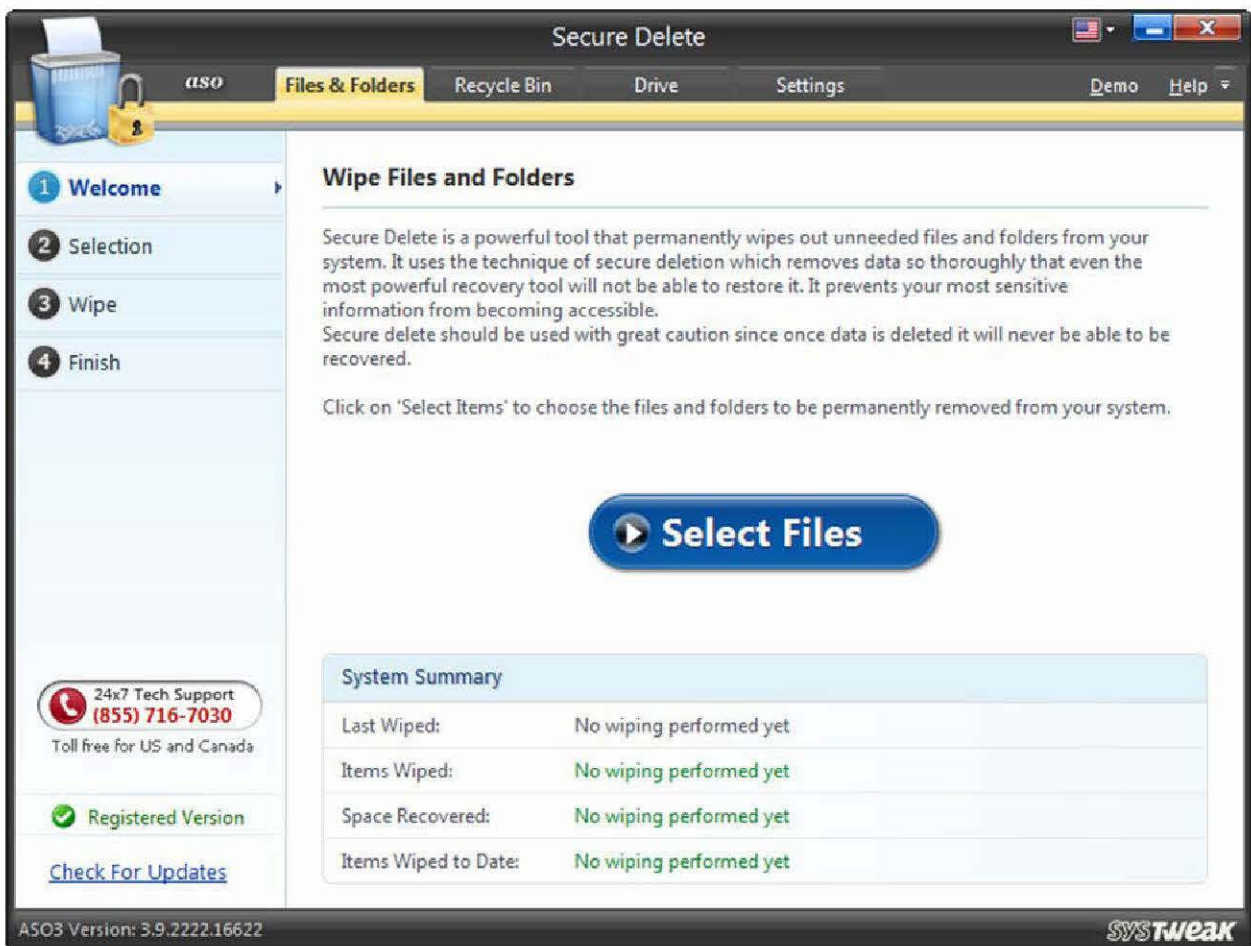 Secure Delete
aso
Files & Folders
Recycle Bin
Drive
Settings
Demo
Help
1 Welcome
2 Selection
3 Wipe
4 Finish
Wipe Files and Folders
Secure Delete is a powerful tool that permanently wipes out unneeded files and folders from your
system. It uses the technique of secure deletion which removes data so thoroughly that even the
most powerful recovery tool will not be able to restore it. It prevents your most sensitive
information from becoming accessible.
Secure delete should be used with great caution since once data is deleted it will never be able to be
recovered.
Click on 'Select Items' to choose the files and folders to be permanently removed from your system.
Select Files
System Summary
Last Wiped: No wiping performed yet
Items Wiped: No wiping performed yet
Space Recovered: No wiping performed yet
Items Wiped to Date: No wiping performed yet
24x7 Tech Support
(855) 716-7030
Toll free for US and Canada
Registered Version
Check For Updates
ASO3 Version: 3.9.2222.16622
SYSTweak